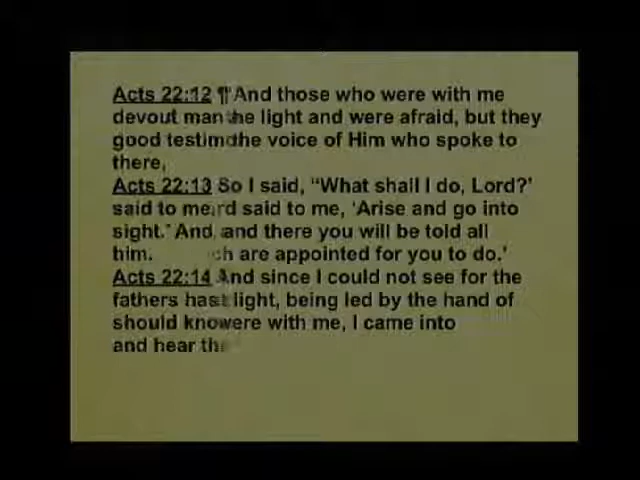 Acts 22:12 ¶ And those who were with me
devout man he light and were afraid, but they
good testim the voice of Him who spoke to
there,
Acts 22:13 So I said, “What shall I do, Lord?’
said to me, rd said to me, ‘Arise and go into
sight.’ And, and there you will be told all
him. ch are appointed for you to do.’
Acts 22:14 And since I could not see for the
fathers has t light, being led by the hand of
should know were with me, I came into
and hear the